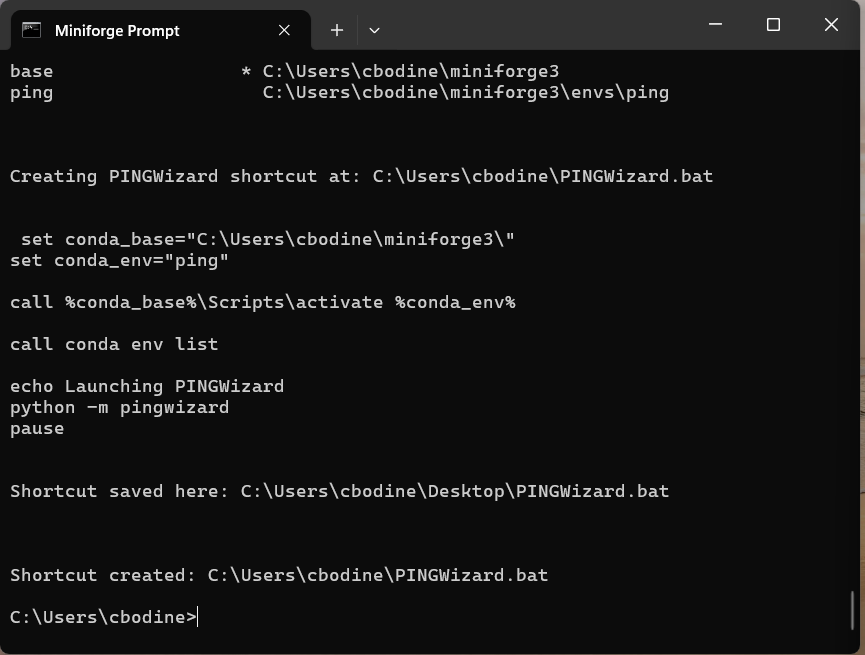 Miniforge Prompt
base * C:\Users\cbodine\miniforge3
ping C:\Users\cbodine\miniforge3\envs\ping
Creating PINGWizard shortcut at: C:\Users\cbodine\PINGWizard.bat
set conda_base="C:\Users\cbodine\miniforge3\"
set conda_env="ping"
call %conda_base%\Scripts\activate %conda_env%
call conda env list
echo Launching PINGWizard
python -m pingwizard
pause
Shortcut saved here: C:\Users\cbodine\Desktop\PINGWizard.bat
Shortcut created: C:\Users\cbodine\PINGWizard.bat
C:\Users\cbodine>